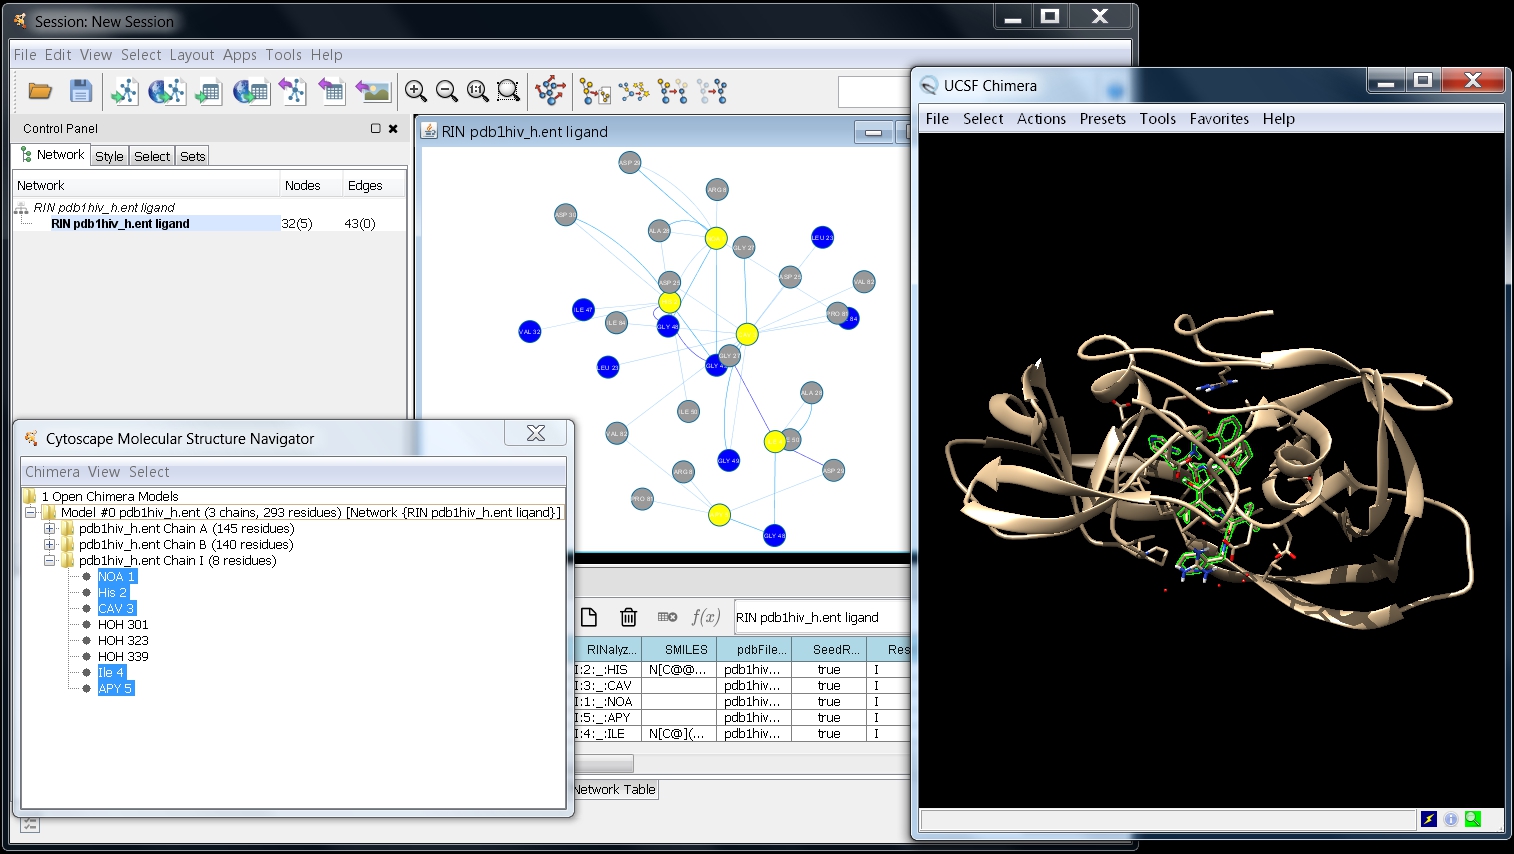 Session: New Session
File Edit View Select Layout Apps Tools Help
1:1
Control Panel
Network Style Select Sets
Network Nodes Edges
RIN pdb1hiv_h.ent ligand
RIN pdb1hiv_h.ent ligand 32(5) 43(0)
RIN pdb1hiv_h.ent ligand
ASP 29
ARG 8
ASP 30
ALA 28
LEU 23
GLY 27
ASP 25
ASP 25
VAL 82
ILE 47
PRO 81
84
ILE 84
GLY 48
VAL 32
GLY 27
LEU 23
ALA 28
ILE 50
VAL 82
50
GLY 49
ARG 8
ASP 29
PRO 81
GLY 48
Cytoscape Molecular Structure Navigator
Chimera View Select
1 Open Chimera Models
Model #0 pdb1hiv_h.ent (3 chains, 293 residues) [Network {RIN pdb1hiv_h.ent ligand}]
pdb1hiv_h.ent Chain A (145 residues)
pdb1hiv_h.ent Chain B (140 residues)
pdb1hiv_h.ent Chain I (8 residues)
NOA 1
His 2
CAV 3
HOH 301
HOH 323
HOH 339
Ile 4
APY 5
f(x) RIN pdb1hiv_h.ent ligand
RINalyz... SMILES pdbFile... SeedR... Res
I:2:_:HIS N[C@@... pdb1hiv... true I
I:3:_:CAV pdb1hiv... true I
I:1:_:NOA pdb1hiv... true I
I:5:_:APY pdb1hiv... true I
I:4:_:ILE N[C@](... pdb1hiv... true I
Network Table
UCSF Chimera
File Select Actions Presets Tools Favorites Help